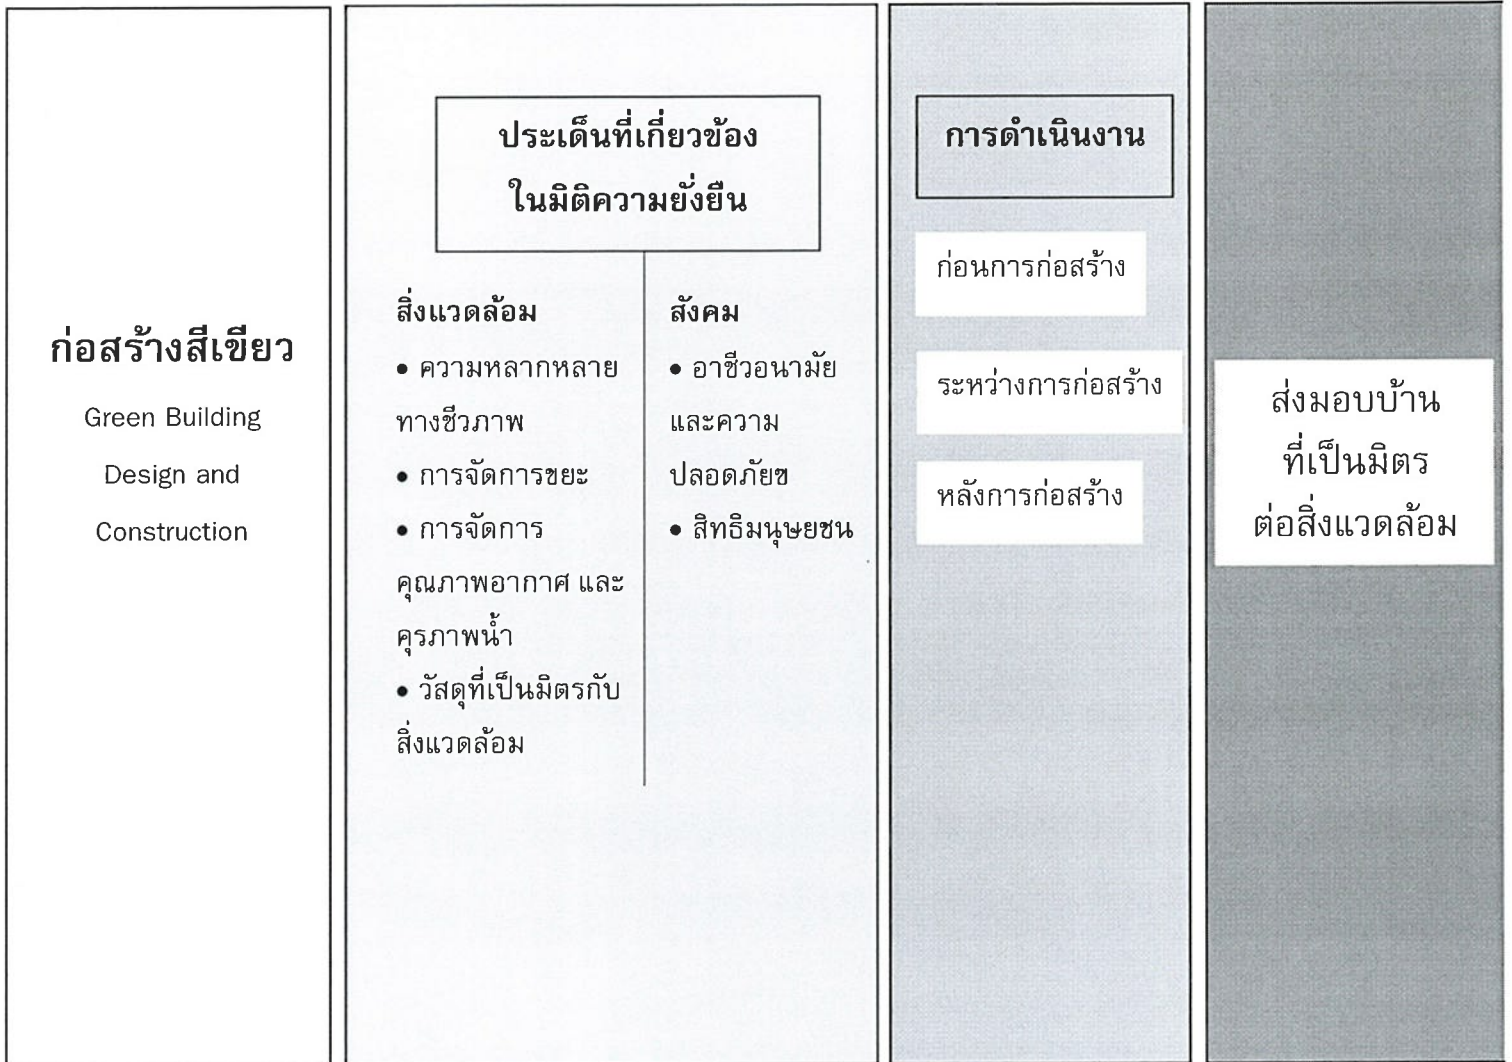 ก่อสร้างสีเขียว
Green Building
Design and
Construction
ประเด็นที่เกี่ยวข้อง
ในมิติความยั่งยืน
สิ่งแวดล้อม
• ความหลากหลาย
ทางชีวภาพ
• การจัดการขยะ
• การจัดการ
คุณภาพอากาศ และ
คุรภาพน้ำ
• วัสดุที่เป็นมิตรกับ
สิ่งแวดล้อม
สังคม
• อาชีวอนามัย
และความ
ปลอดภัยฃ
• สิทธิมนุษยชน
การดำเนินงาน
ก่อนการก่อสร้าง
ระหว่างการก่อสร้าง
หลังการก่อสร้าง
ส่งมอบบ้าน
ที่เป็นมิตร
ต่อสิ่งแวดล้อม